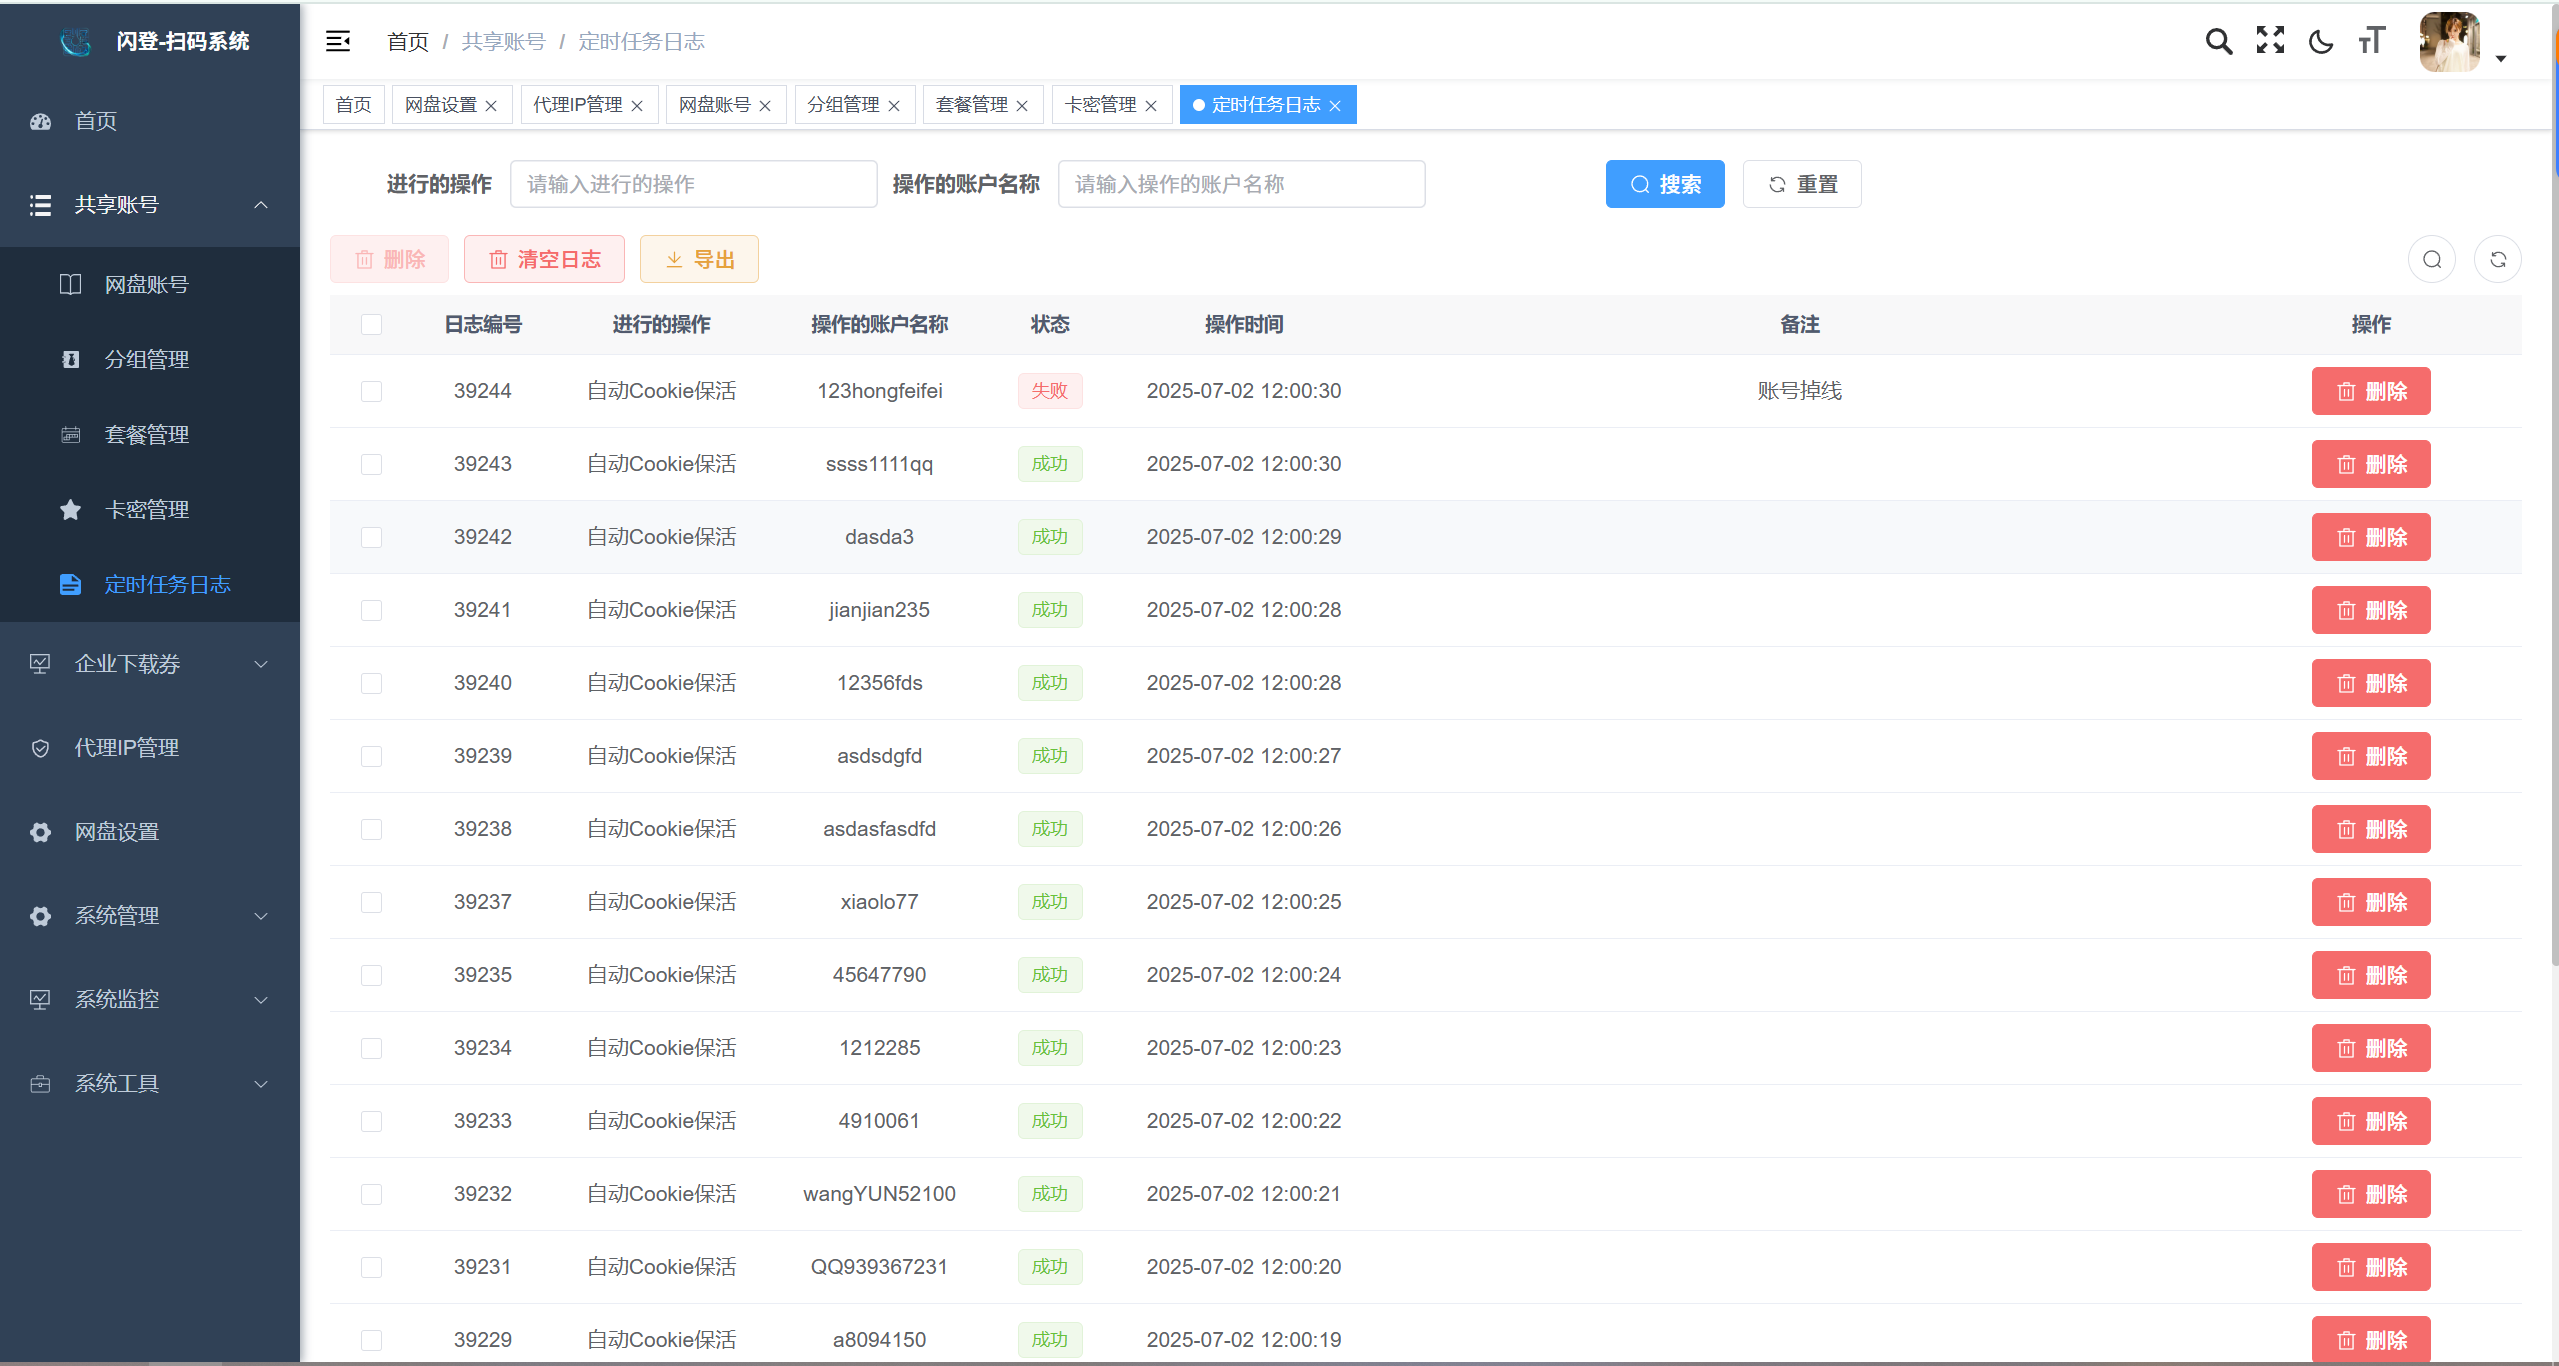 闪登-扫码系统
首页
共享账号
网盘账号
分组管理
套餐管理
卡密管理
定时任务日志
企业下载券
代理IP管理
网盘设置
系统管理
系统监控
系统工具
首页 / 共享账号 / 定时任务日志
首页 网盘设置 代理IP管理 网盘账号 分组管理 套餐管理 卡密管理 定时任务日志
进行的操作 请输入进行的操作 操作的账户名称 请输入操作的账户名称 搜索 重置
删除 清空日志 导出
日志编号 进行的操作 操作的账户名称 状态 操作时间 备注 操作
39244 自动Cookie保活 123hongfeifei 失败 2025-07-02 12:00:30 账号掉线 删除
39243 自动Cookie保活 ssss1111qq 成功 2025-07-02 12:00:30 删除
39242 自动Cookie保活 dasda3 成功 2025-07-02 12:00:29 删除
39241 自动Cookie保活 jianjian235 成功 2025-07-02 12:00:28 删除
39240 自动Cookie保活 12356fds 成功 2025-07-02 12:00:28 删除
39239 自动Cookie保活 asdsdgfd 成功 2025-07-02 12:00:27 删除
39238 自动Cookie保活 asdasfasdfd 成功 2025-07-02 12:00:26 删除
39237 自动Cookie保活 xiaolo77 成功 2025-07-02 12:00:25 删除
39235 自动Cookie保活 45647790 成功 2025-07-02 12:00:24 删除
39234 自动Cookie保活 1212285 成功 2025-07-02 12:00:23 删除
39233 自动Cookie保活 4910061 成功 2025-07-02 12:00:22 删除
39232 自动Cookie保活 wangYUN52100 成功 2025-07-02 12:00:21 删除
39231 自动Cookie保活 QQ939367231 成功 2025-07-02 12:00:20 删除
39229 自动Cookie保活 a8094150 成功 2025-07-02 12:00:19 删除